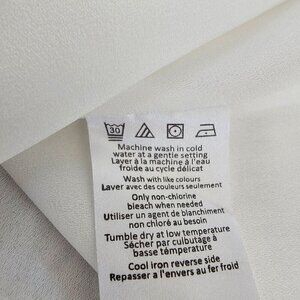 30
Machine wash in cold
water at a gentle setting
Laver à la machine à l'eau
froide au cycle délicat
Wash with like colours
Laver avec des couleurs seulement
Only non-chlorine
bleach when needed
Utiliser un agent de blanchiment
non chloré au besoin
Tumble dry at low temperature
Sécher par culbutage à
basse température
Cool iron reverse side
Repasser à l'envers au fer froid